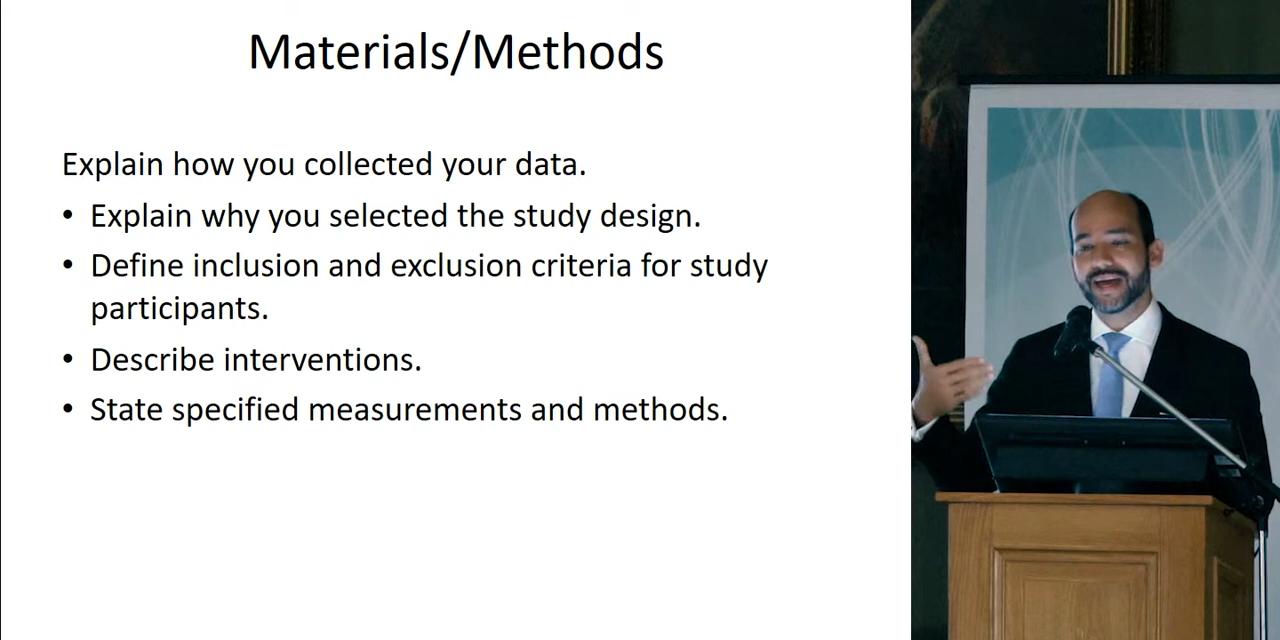 Materials/Methods
Explain how you collected your data.
• Explain why you selected the study design.
• Define inclusion and exclusion criteria for study
participants.
• Describe interventions.
• State specified measurements and methods.